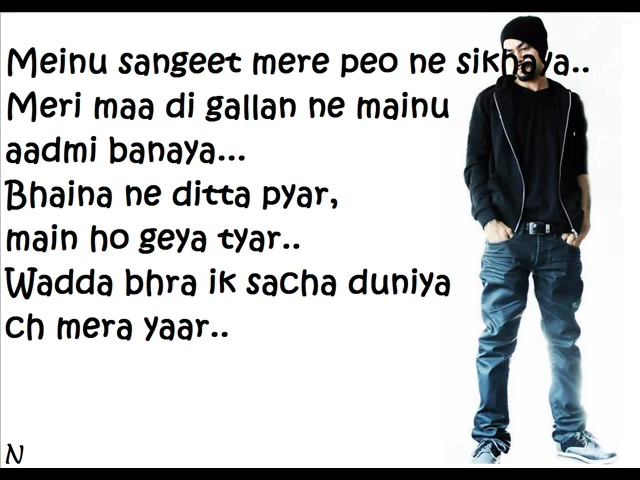 Meinu sangeet mere peo ne sikhaya..
Meri maa di gallan ne mainu
aadmi banaya...
Bhaina ne ditta pyar,
main ho geya tyar..
Wadda bhra ik sacha duniya
ch mera yaar..
N